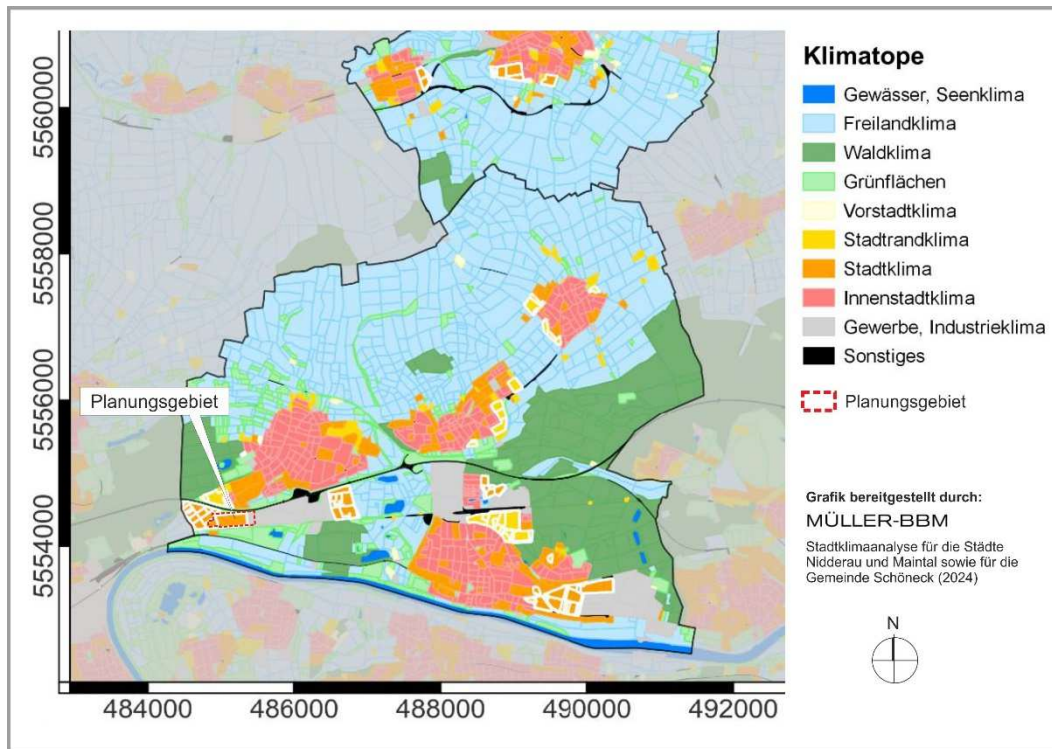 5560000
5558000
5556000
5554000
484000
486000
488000
490000
492000
Planungsgebiet
Klimatope
Gewässer, Seenklima
Freilandklima
Waldklima
Grünflächen
Vorstadtklima
Stadtrandklima
Stadtklima
Innenstadtklima
Gewerbe, Industrieklima
Sonstiges
Planungsgebiet
Grafik bereitgestellt durch:
MÜLLER-BBM
Stadtklimaanalyse für die Städte
Nidderau und Maintal sowie für die
Gemeinde Schöneck (2024)
N